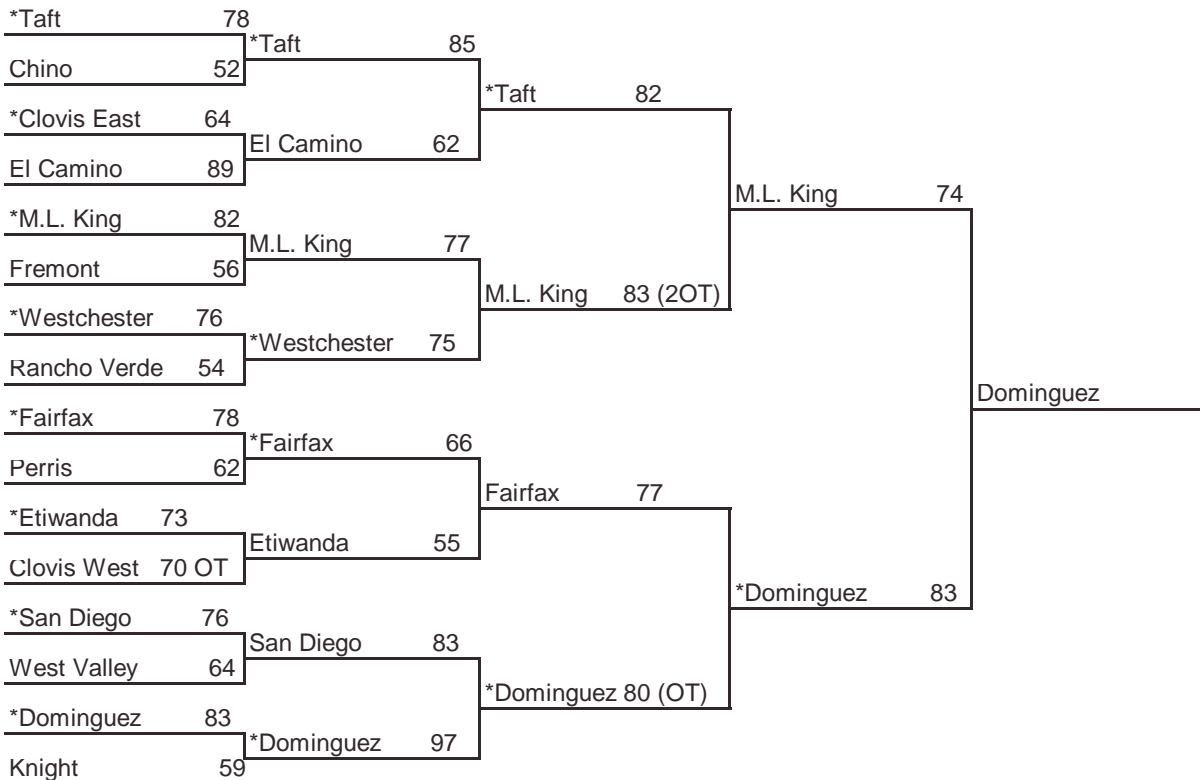 *Taft 78
Chino 52
*Clovis East 64
El Camino 89
*M.L. King 82
Fremont 56
*Westchester 76
Rancho Verde 54
*Fairfax 78
Perris 62
*Etiwanda 73
Clovis West 70 OT
*San Diego 76
West Valley 64
*Dominguez 83
Knight 59
*Taft 85
El Camino 62
M.L. King 77
*Westchester 75
*Fairfax 66
Etiwanda 55
San Diego 83
*Dominguez 97
*Taft 82
M.L. King 83 (2OT)
Fairfax 77
*Dominguez 80 (OT)
M.L. King 74
*Dominguez 83
Dominguez